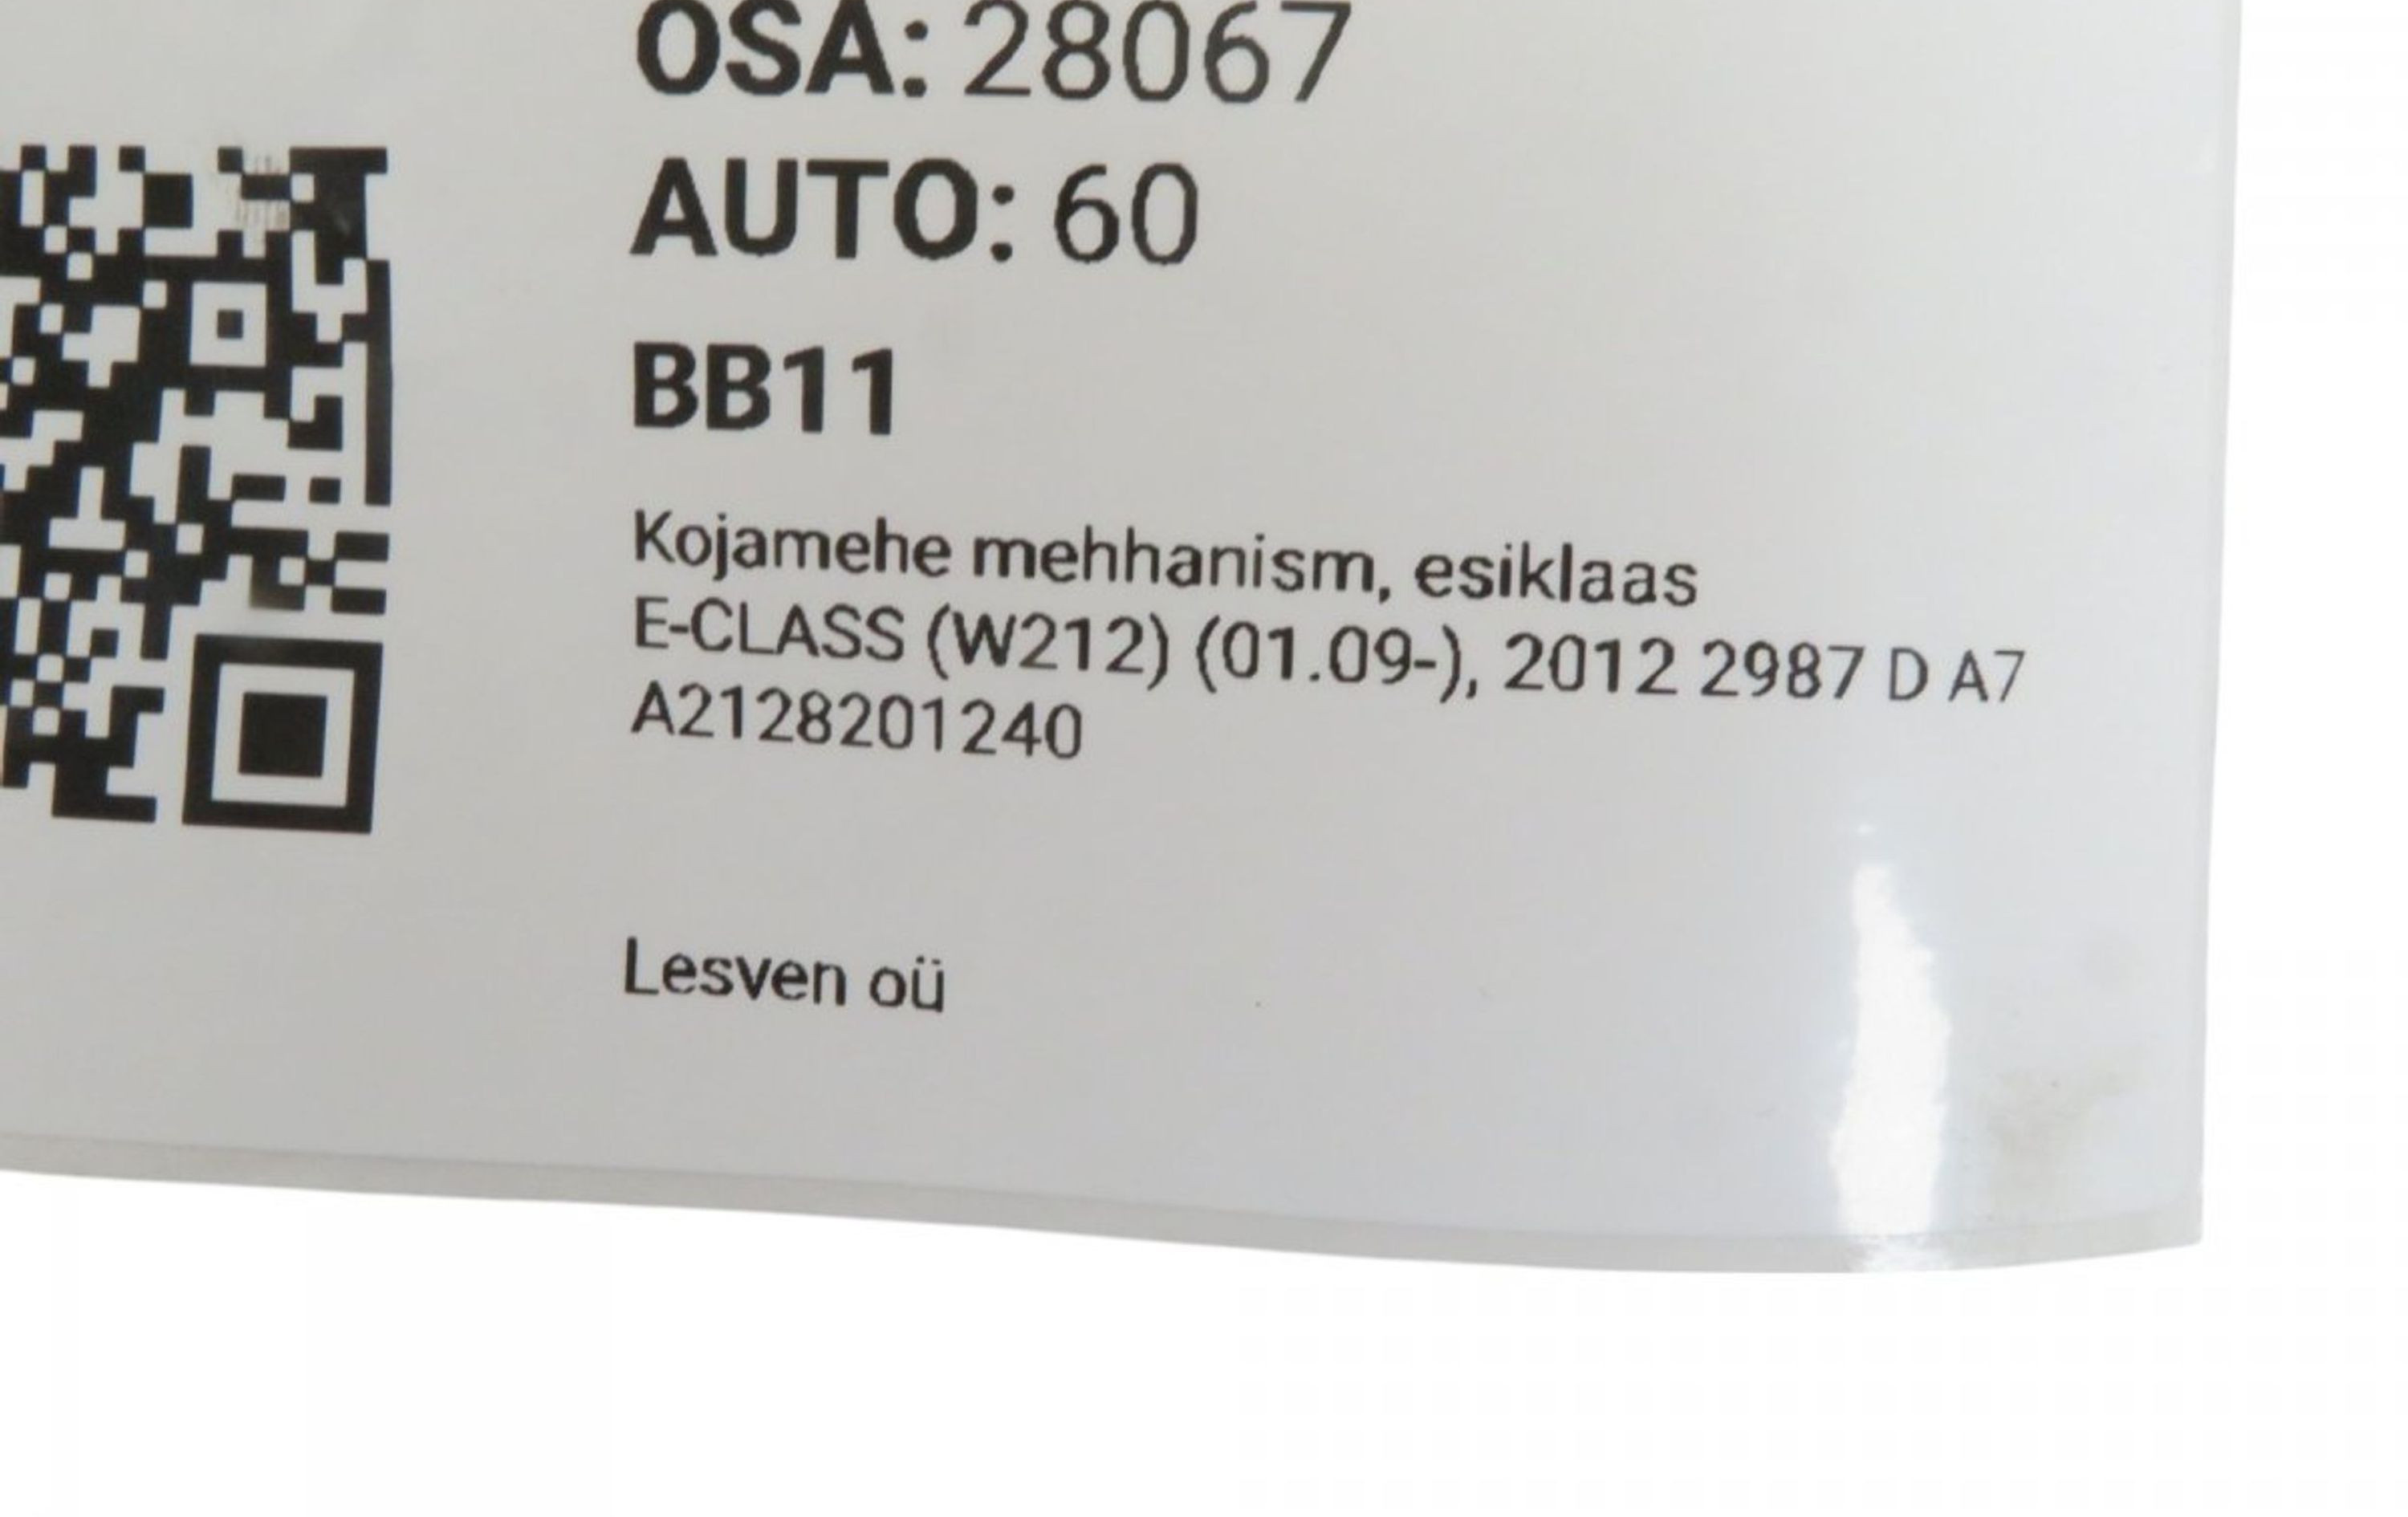 OSA: 28067
AUTO: 60
BB11
Kojamehe mehhanism, esiklaas
E-CLASS (W212) (01.09-), 2012 2987 D A7
A2128201240
Lesven oü